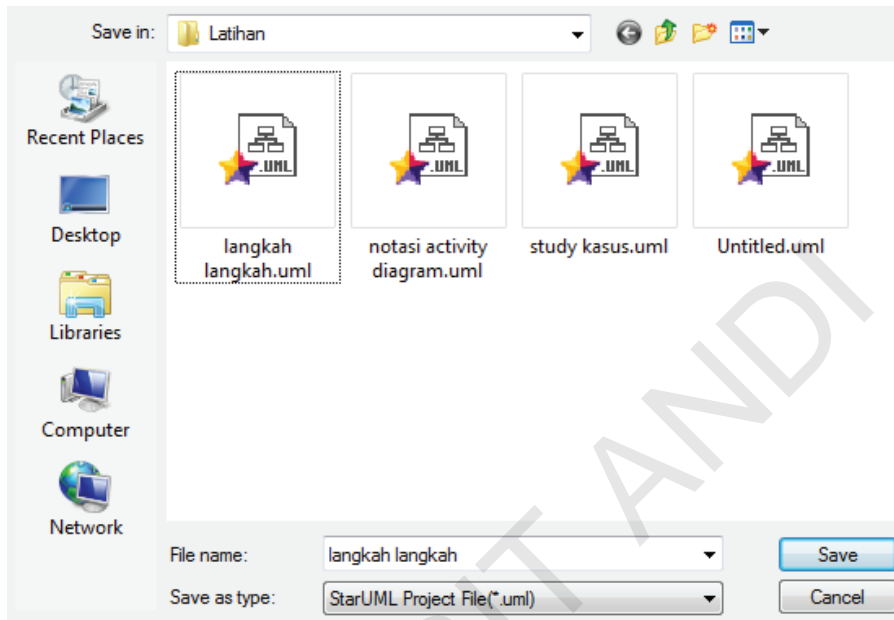 Save in:
Latihan
Recent Places
Desktop
Libraries
Computer
Network
.UML
langkah
langkah.uml
.UML
notasi activity
diagram.uml
.UML
study kasus.uml
.UML
Untitled.uml
File name:
langkah langkah
Save
Save as type:
StarUML Project File(*.uml)
Cancel
IT ANDI